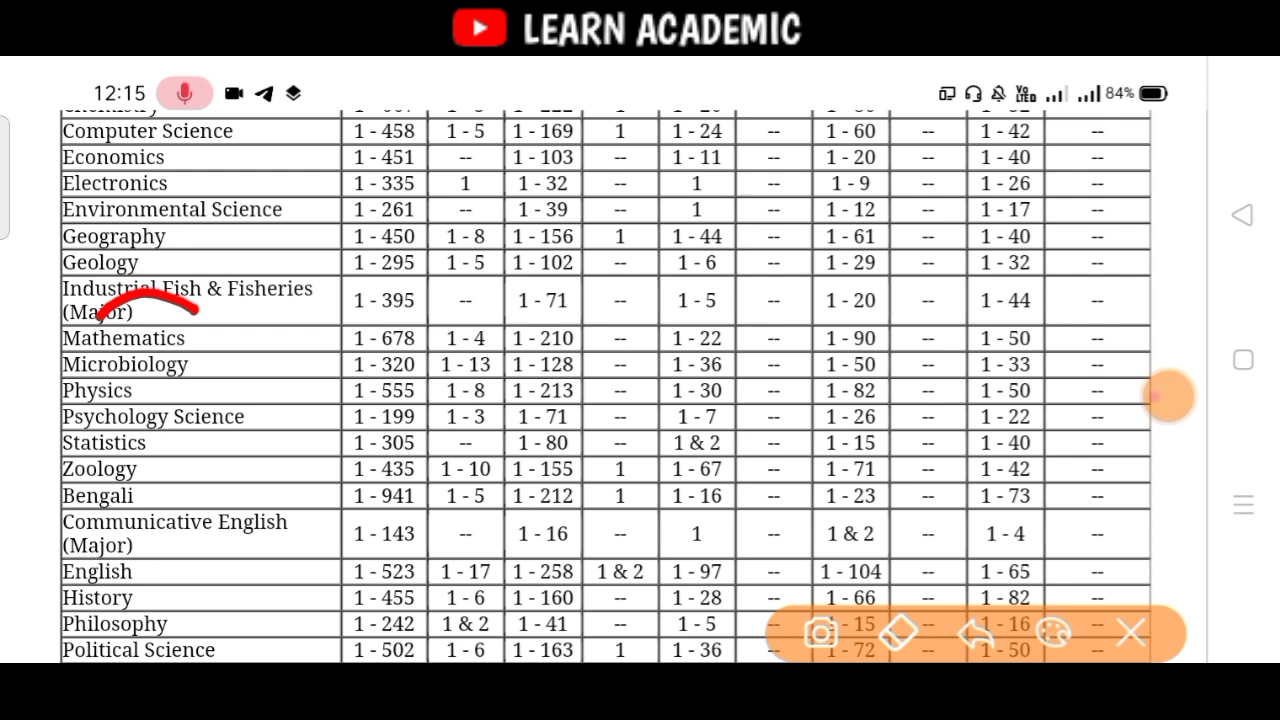 LEARN ACADEMIC
12:15 Vo LTED 84%
Computer Science 1 - 458 1 - 5 1 - 169 1 1 - 24 -- 1 - 60 -- 1 - 42 --
Economics 1 - 451 -- 1 - 103 -- 1 - 11 -- 1 - 20 -- 1 - 40 --
Electronics 1 - 335 1 1 - 32 -- 1 -- 1 - 9 -- 1 - 26 --
Environmental Science 1 - 261 -- 1 - 39 -- 1 -- 1 - 12 -- 1 - 17 --
Geography 1 - 450 1 - 8 1 - 156 1 1 - 44 -- 1 - 61 -- 1 - 40 --
Geology 1 - 295 1 - 5 1 - 102 -- 1 - 6 -- 1 - 29 -- 1 - 32 --
Industrial Fish & Fisheries
(Major) 1 - 395 -- 1 - 71 -- 1 - 5 -- 1 - 20 -- 1 - 44 --
Mathematics 1 - 678 1 - 4 1 - 210 -- 1 - 22 -- 1 - 90 -- 1 - 50 --
Microbiology 1 - 320 1 - 13 1 - 128 -- 1 - 36 -- 1 - 50 -- 1 - 33 --
Physics 1 - 555 1 - 8 1 - 213 -- 1 - 30 -- 1 - 82 -- 1 - 50 --
Psychology Science 1 - 199 1 - 3 1 - 71 -- 1 - 7 -- 1 - 26 -- 1 - 22 --
Statistics 1 - 305 -- 1 - 80 -- 1 & 2 -- 1 - 15 -- 1 - 40 --
Zoology 1 - 435 1 - 10 1 - 155 1 1 - 67 -- 1 - 71 -- 1 - 42 --
Bengali 1 - 941 1 - 5 1 - 212 1 1 - 16 -- 1 - 23 -- 1 - 73 --
Communicative English
(Major) 1 - 143 -- 1 - 16 -- 1 -- 1 & 2 -- 1 - 4 --
English 1 - 523 1 - 17 1 - 258 1 & 2 1 - 97 -- 1 - 104 -- 1 - 65 --
History 1 - 455 1 - 6 1 - 160 -- 1 - 28 -- 1 - 66 -- 1 - 82 --
Philosophy 1 - 242 1 & 2 1 - 41 -- 1 - 5 -- 1 - 15 -- 1 - 16 --
Political Science 1 - 502 1 - 6 1 - 163 1 1 - 36 -- 1 - 72 -- 1 - 50 --